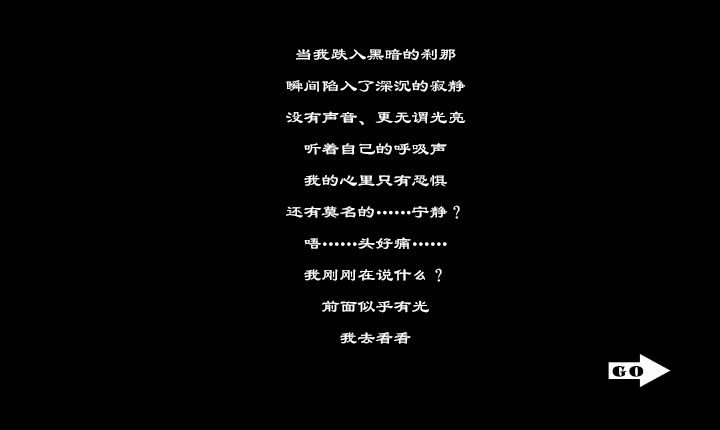 当我跌入黑暗的刹那
瞬间陷入了深沉的寂静
没有声音、更无谓光亮
听着自己的呼吸声
我的心里只有恐惧
还有莫名的……宁静？
唔……头好痛……
我刚刚在说什么？
前面似乎有光
我去看看
GO